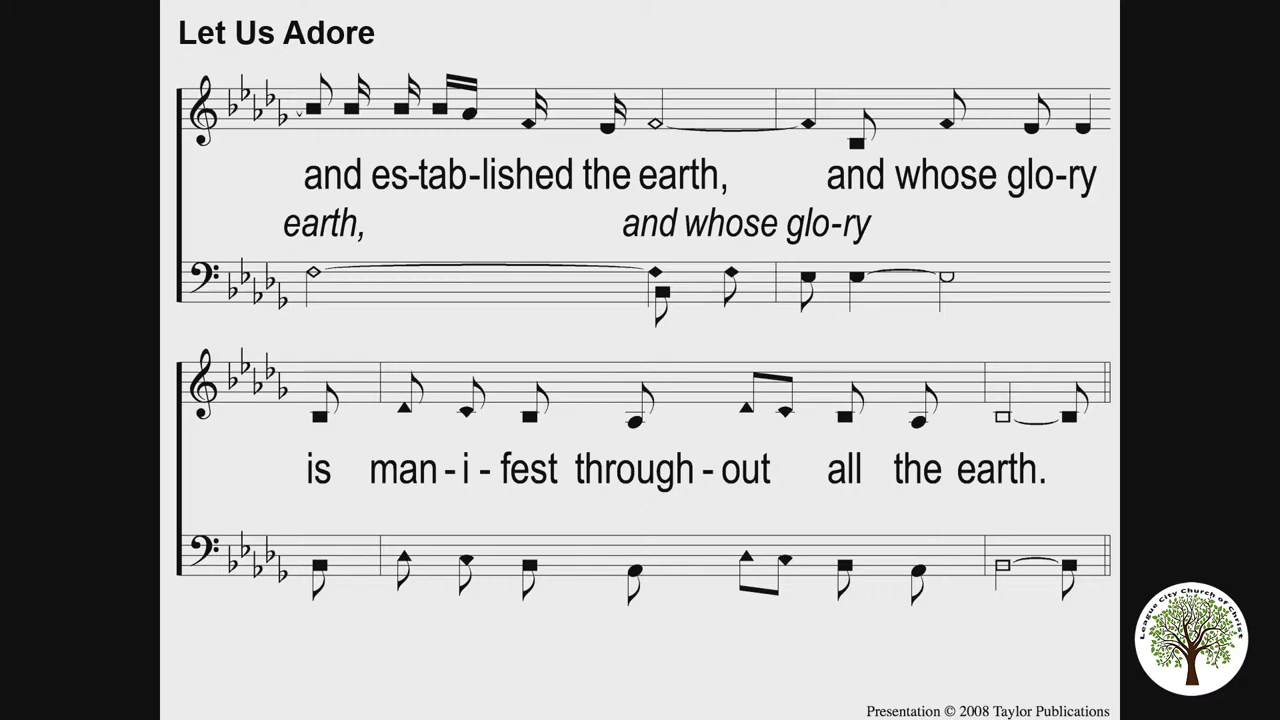 Let Us Adore
and es-tab-lished the earth, and whose glo-ry
earth, and whose glo-ry
is man-i-fest through-out all the earth.
League City Church of Christ
Presentation © 2008 Taylor Publications